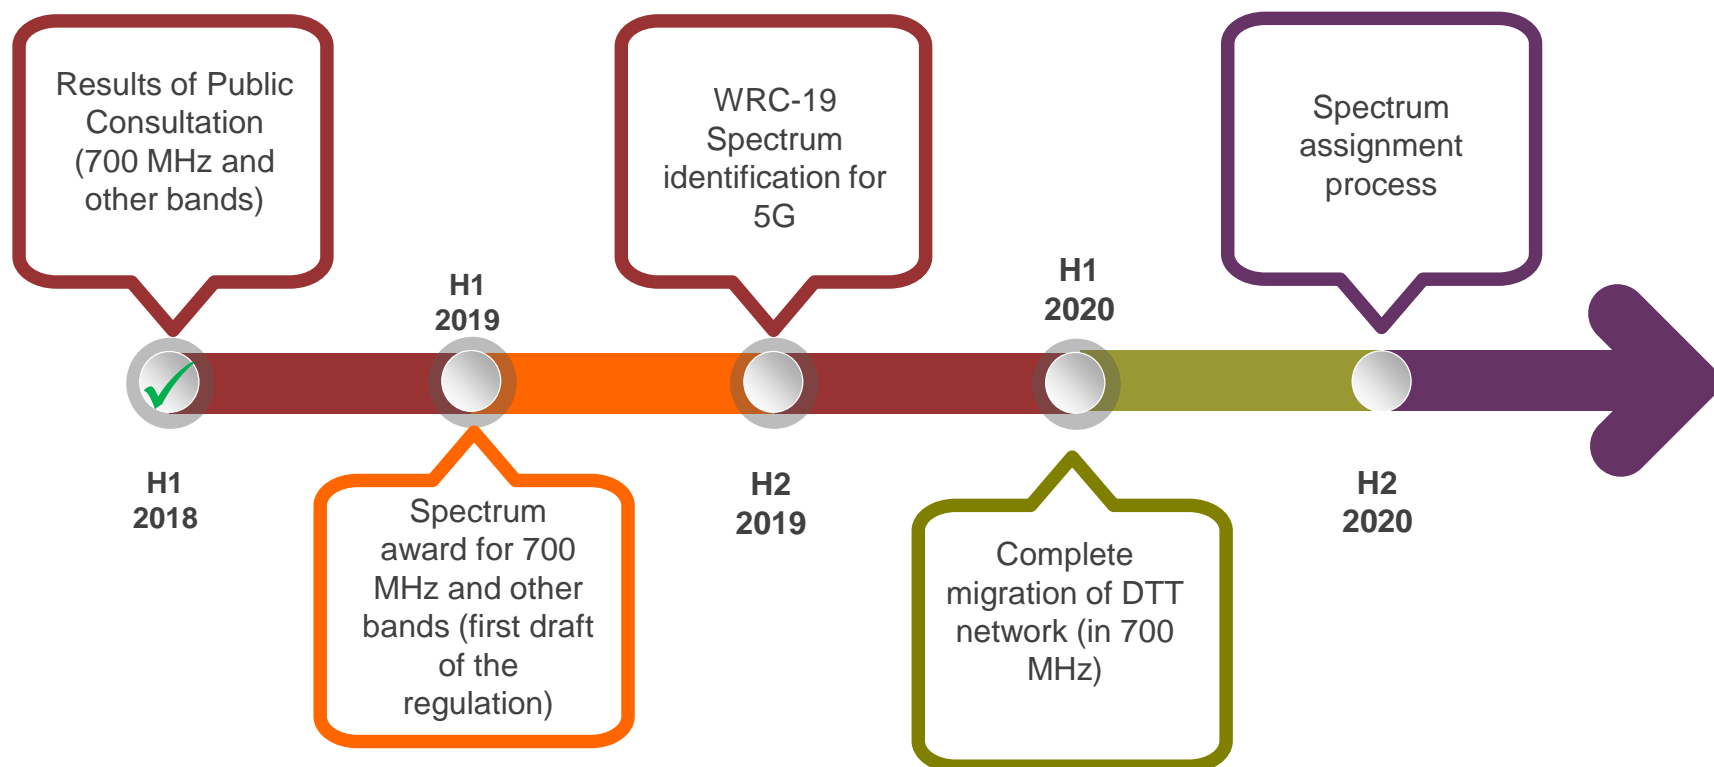 Results of Public
Consultation
(700 MHz and
other bands)
H1
2018
H1
2019
Spectrum
award for 700
MHz and other
bands (first draft
of the
regulation)
WRC-19
Spectrum
identification for
5G
H2
2019
H1
2020
Complete
migration of DTT
network (in 700
MHz)
Spectrum
assignment
process
H2
2020